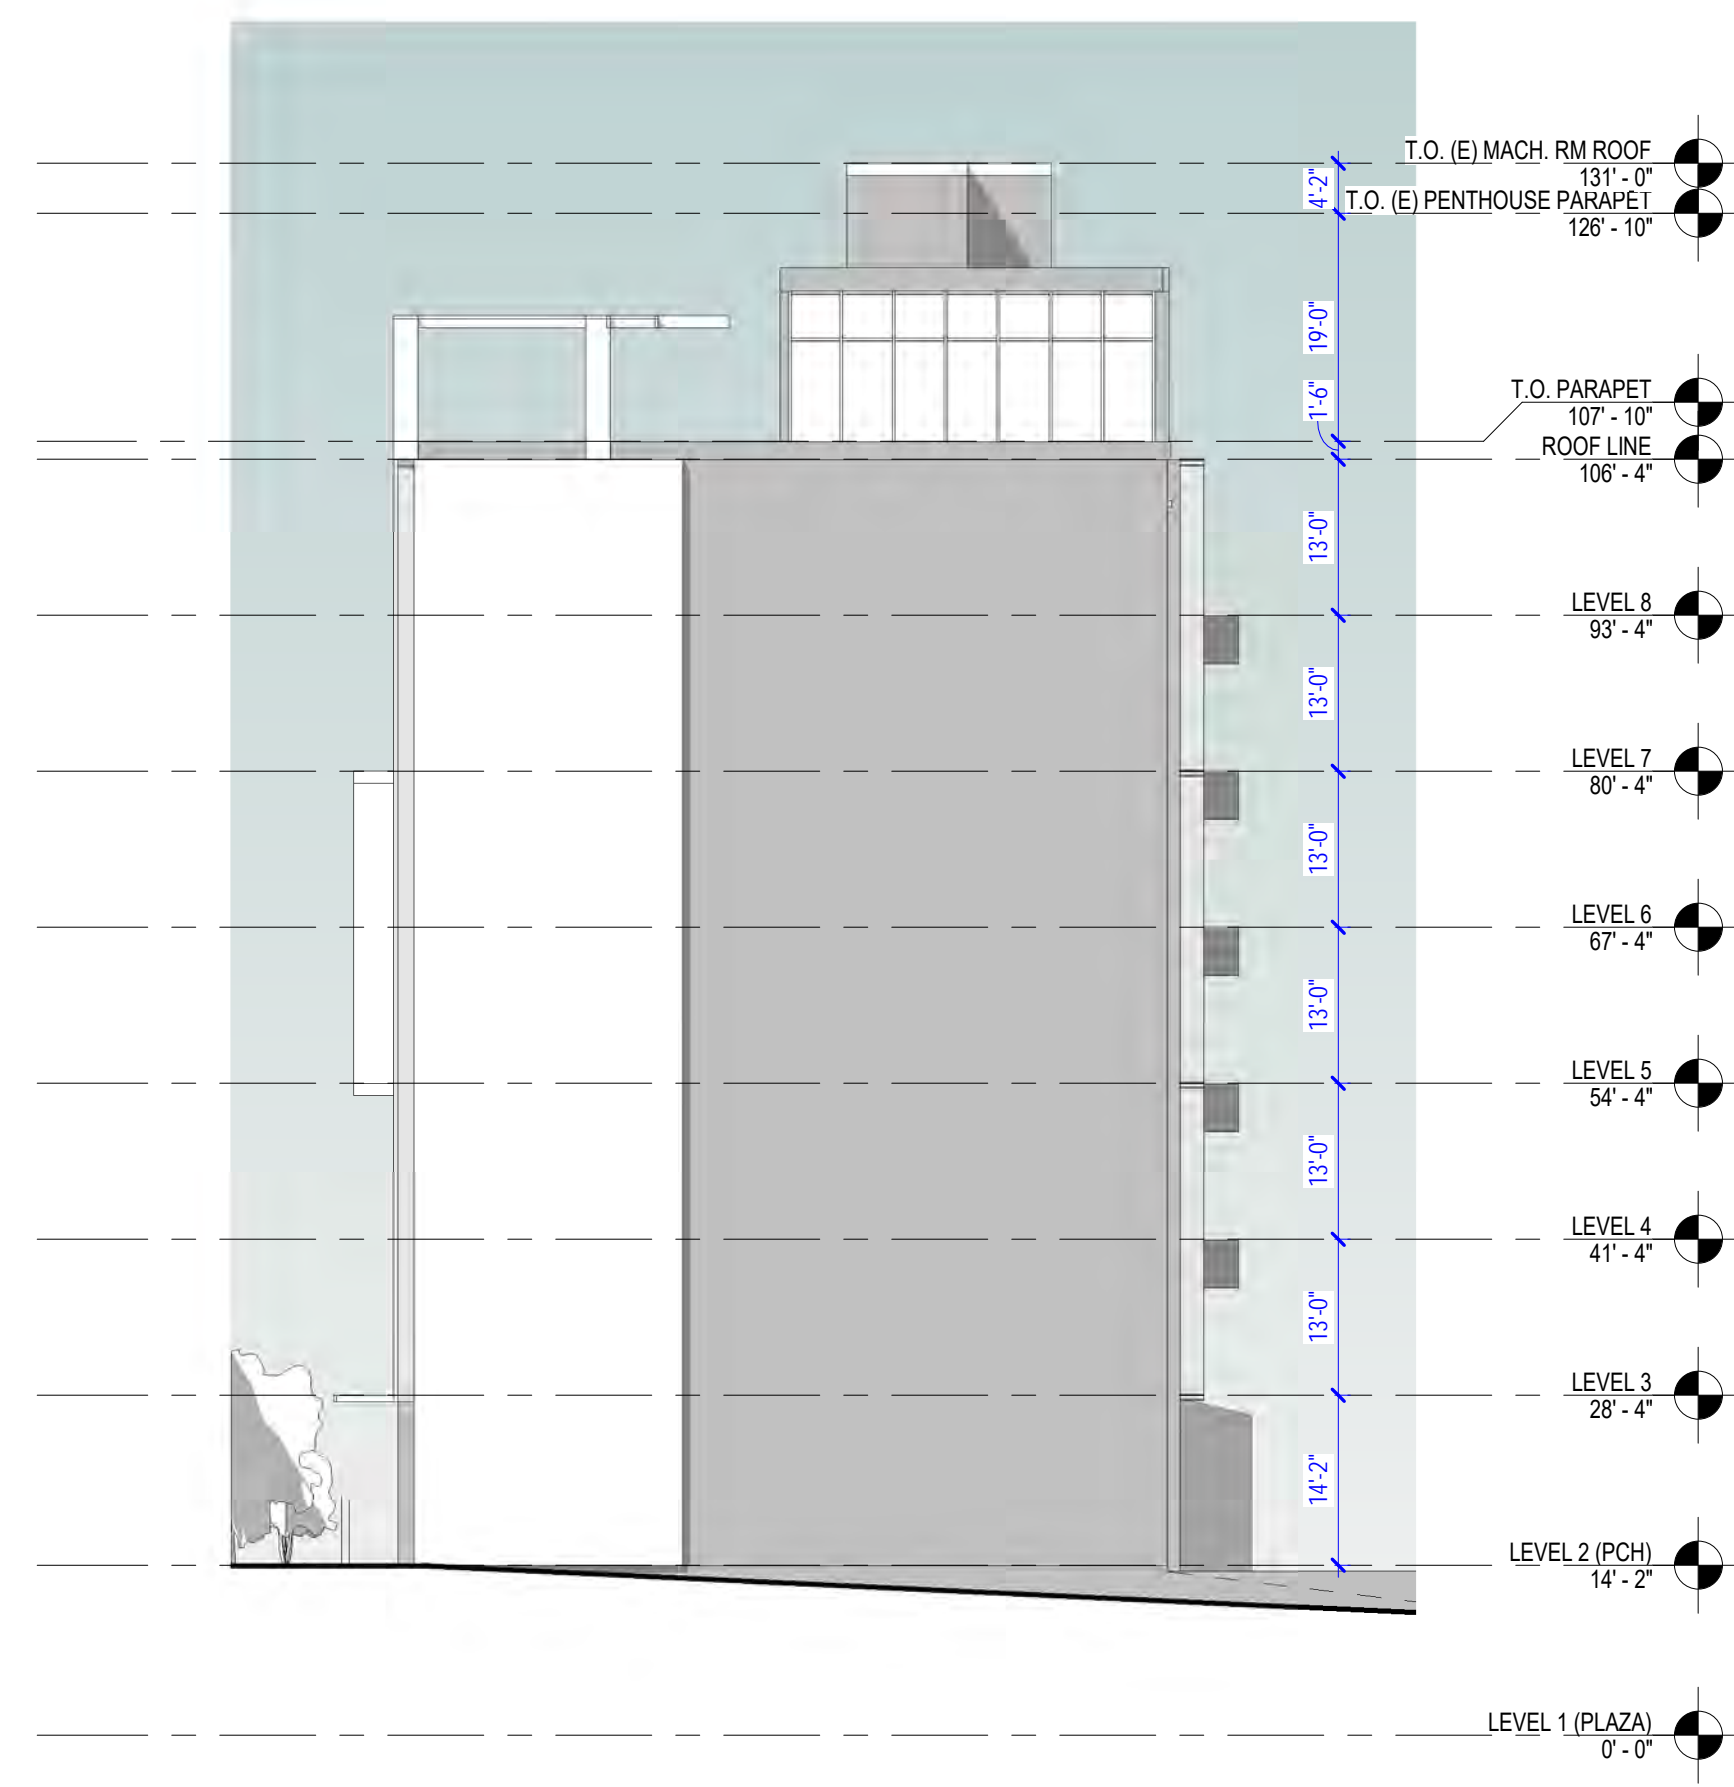 T.O. (E) MACH. RM ROOF
131' - 0"
4'-2"
T.O. (E) PENTHOUSE PARAPET
126' - 10"
19'-0"
T.O. PARAPET
107' - 10"
1'-6"
ROOF LINE
106' - 4"
13'-0"
LEVEL 8
93' - 4"
13'-0"
LEVEL 7
80' - 4"
13'-0"
LEVEL 6
67' - 4"
13'-0"
LEVEL 5
54' - 4"
13'-0"
LEVEL 4
41' - 4"
13'-0"
LEVEL 3
28' - 4"
14'-2"
LEVEL 2 (PCH)
14' - 2"
LEVEL 1 (PLAZA)
0' - 0"